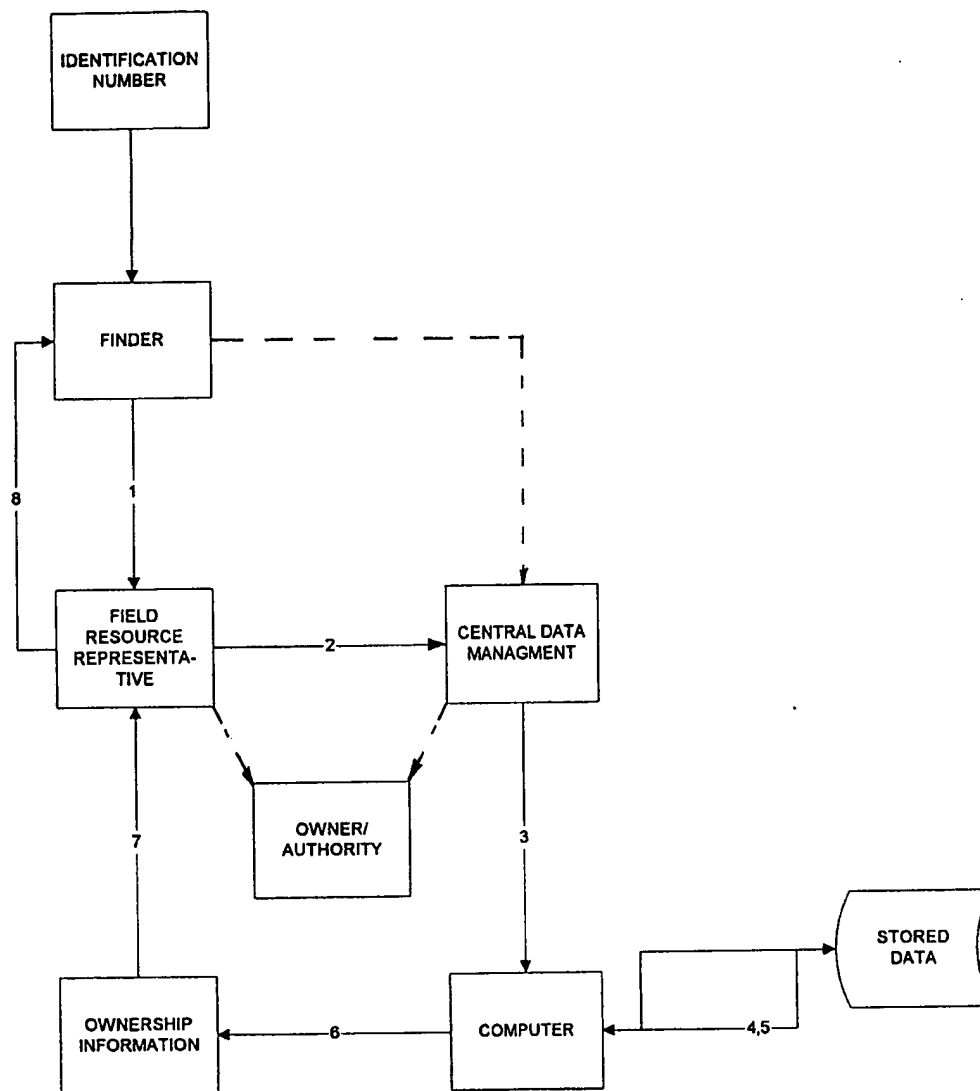 IDENTIFICATION
NUMBER
FINDER
8
1
FIELD
RESOURCE
REPRESENTA-
TIVE
2
CENTRAL DATA
MANAGMENT
OWNER/
AUTHORITY
7
3
STORED
DATA
OWNERSHIP
INFORMATION
6
COMPUTER
4,5